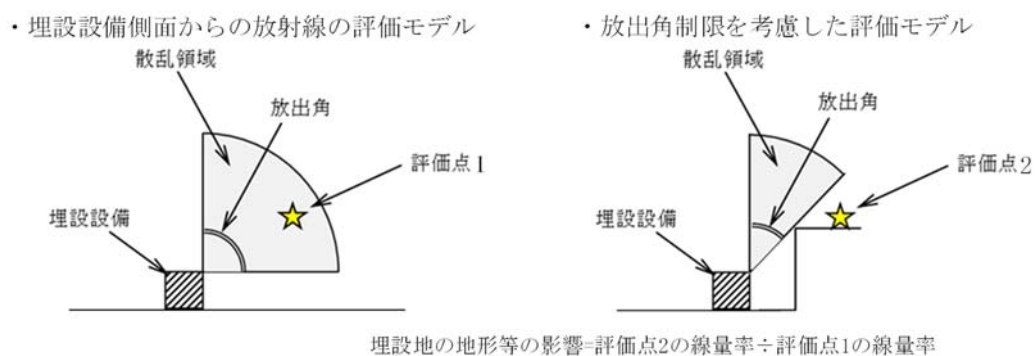 ・埋設設備側面からの放射線の評価モデル
散乱領域
放出角
評価点1
埋設設備
・放出角制限を考慮した評価モデル
散乱領域
放出角
評価点2
埋設設備
埋設地の地形等の影響=評価点2の線量率÷評価点1の線量率